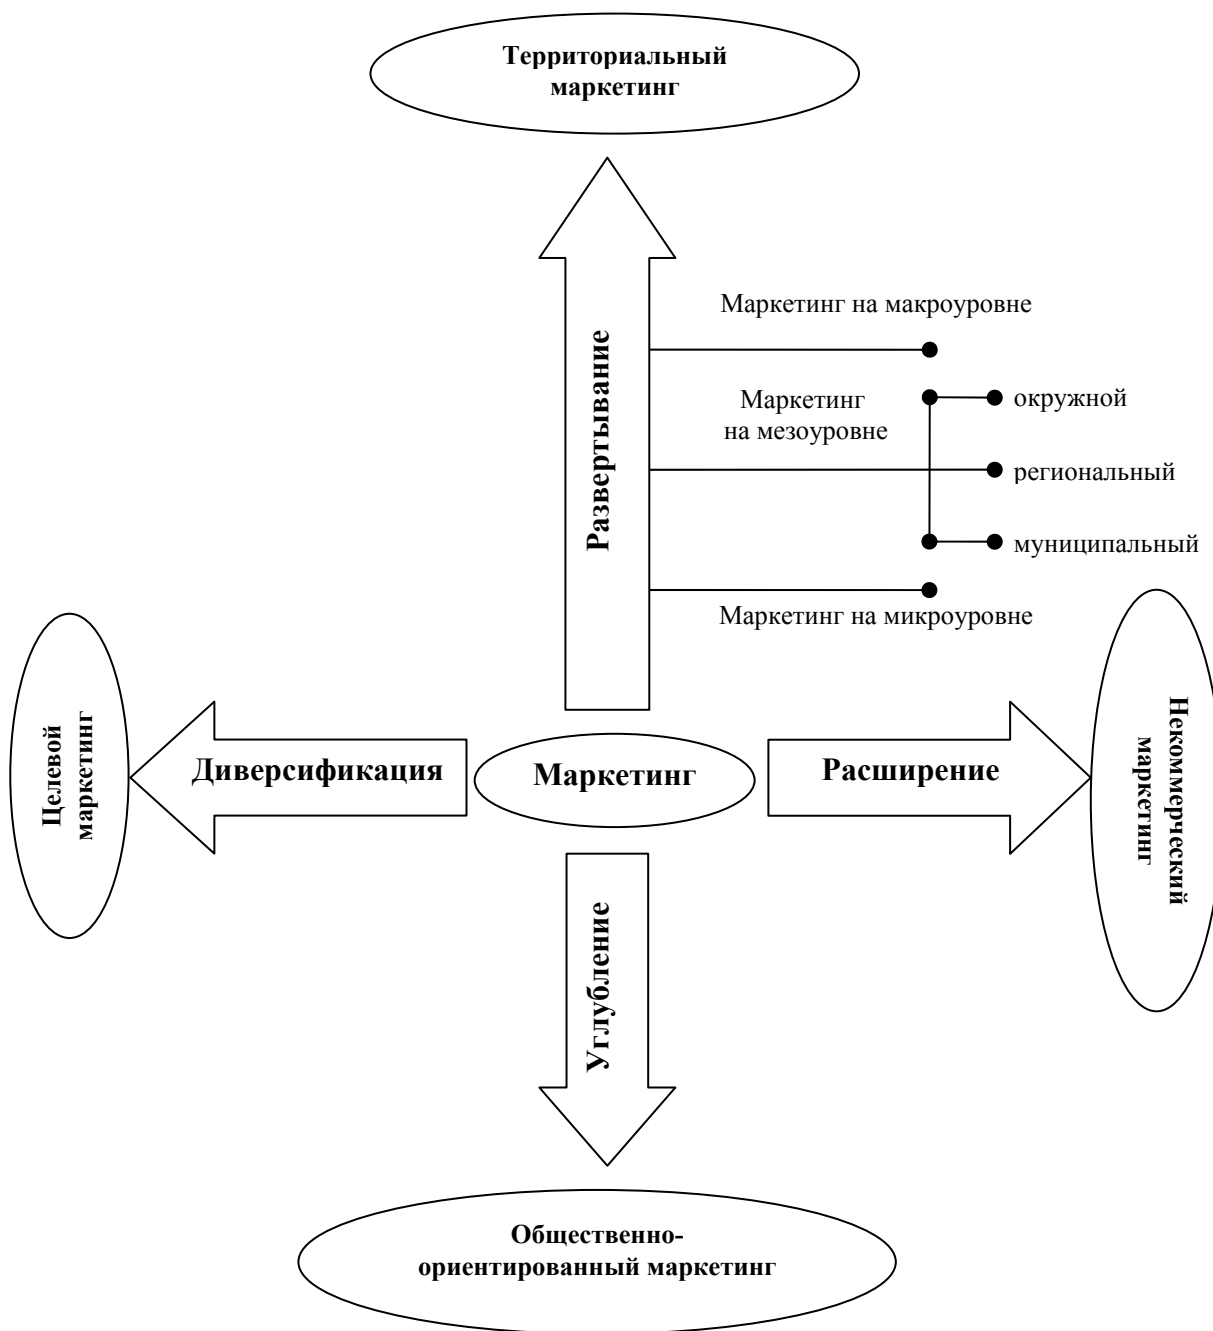 Территориальный
маркетинг
Маркетинг на макроуровне
Развертывание
Маркетинг
на мезоуровне
окружной
региональный
муниципальный
Маркетинг на микроуровне
Целевой
маркетинг
Диверсификация
Маркетинг
Расширение
Некоммерческий
маркетинг
Углубление
Общественно-
ориентированный маркетинг